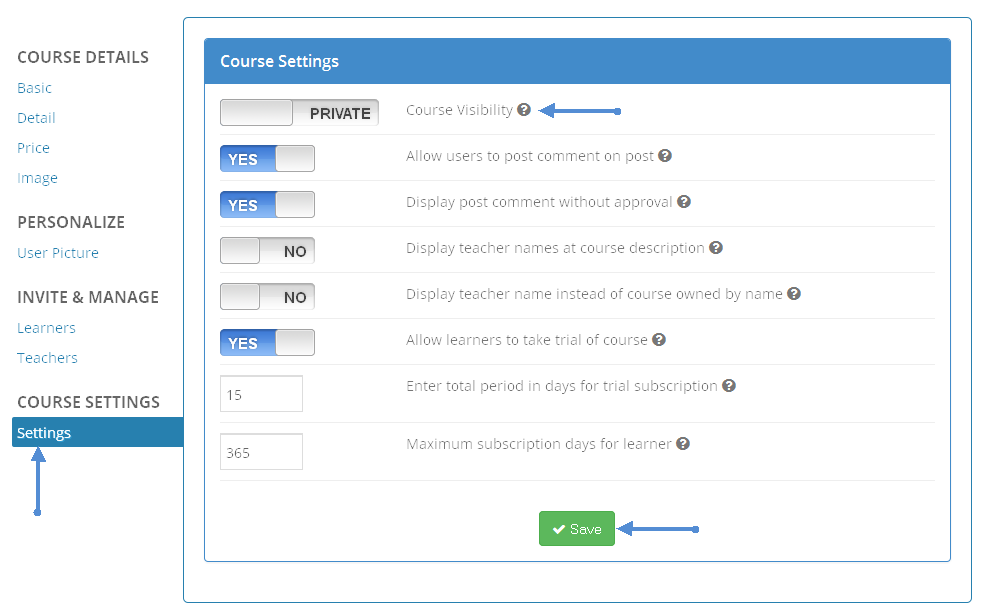 COURSE DETAILS
Basic
Detail
Price
Image
PERSONALIZE
User Picture
INVITE & MANAGE
Learners
Teachers
COURSE SETTINGS
Settings
Course Settings
PRIVATE Course Visibility
YES Allow users to post comment on post
YES Display post comment without approval
NO Display teacher names at course description
NO Display teacher name instead of course owned by name
YES Allow learners to take trial of course
15 Enter total period in days for trial subscription
365 Maximum subscription days for learner
Save